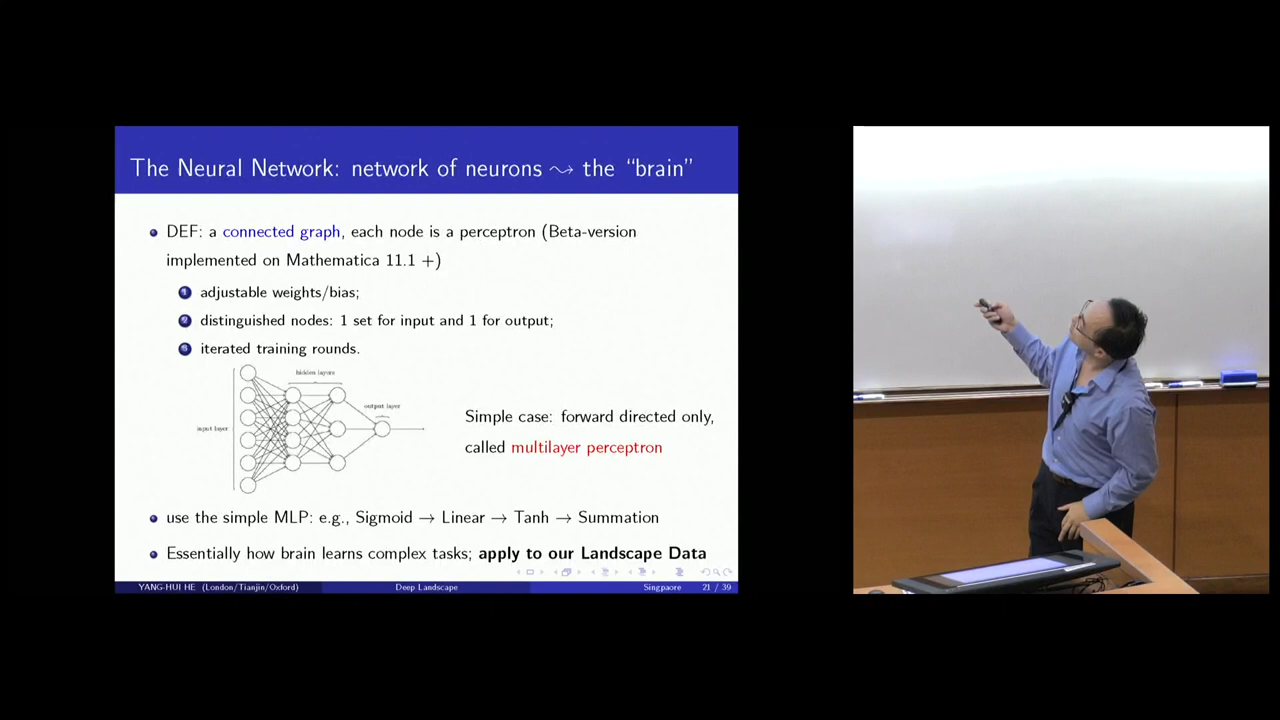 The Neural Network: network of neurons ⇝ the “brain”
DEF: a connected graph, each node is a perceptron (Beta-version
implemented on Mathematica 11.1 +)
1 adjustable weights/bias;
2 distinguished nodes: 1 set for input and 1 for output;
3 iterated training rounds.
hidden layers
output layer
input layer
Simple case: forward directed only,
called multilayer perceptron
use the simple MLP: e.g., Sigmoid → Linear → Tanh → Summation
Essentially how brain learns complex tasks; apply to our Landscape Data
YANG-HUI HE (London/Tianjin/Oxford) Deep Landscape Singpaore 21 / 39